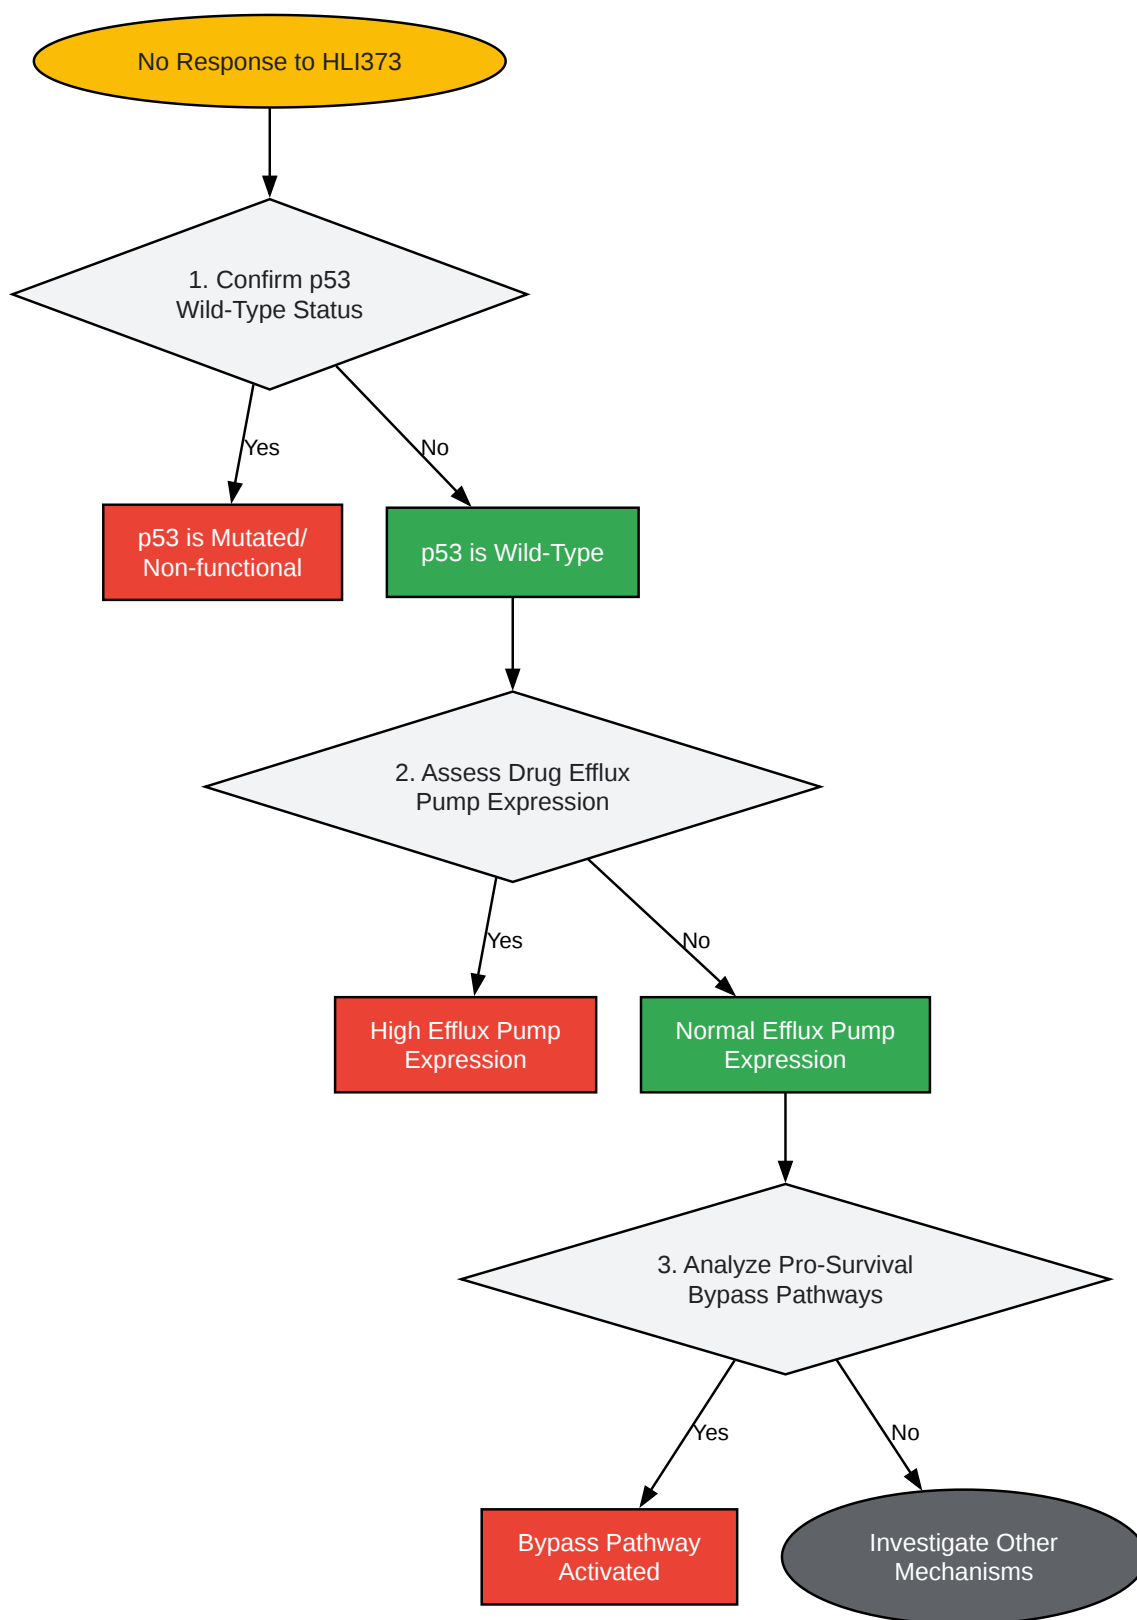 No Response to HLI373
1. Confirm p53
Wild-Type Status
Yes
No
p53 is Mutated/
Non-functional
p53 is Wild-Type
2. Assess Drug Efflux
Pump Expression
Yes
No
High Efflux Pump
Expression
Normal Efflux Pump
Expression
3. Analyze Pro-Survival
Bypass Pathways
Yes
No
Bypass Pathway
Activated
Investigate Other
Mechanisms